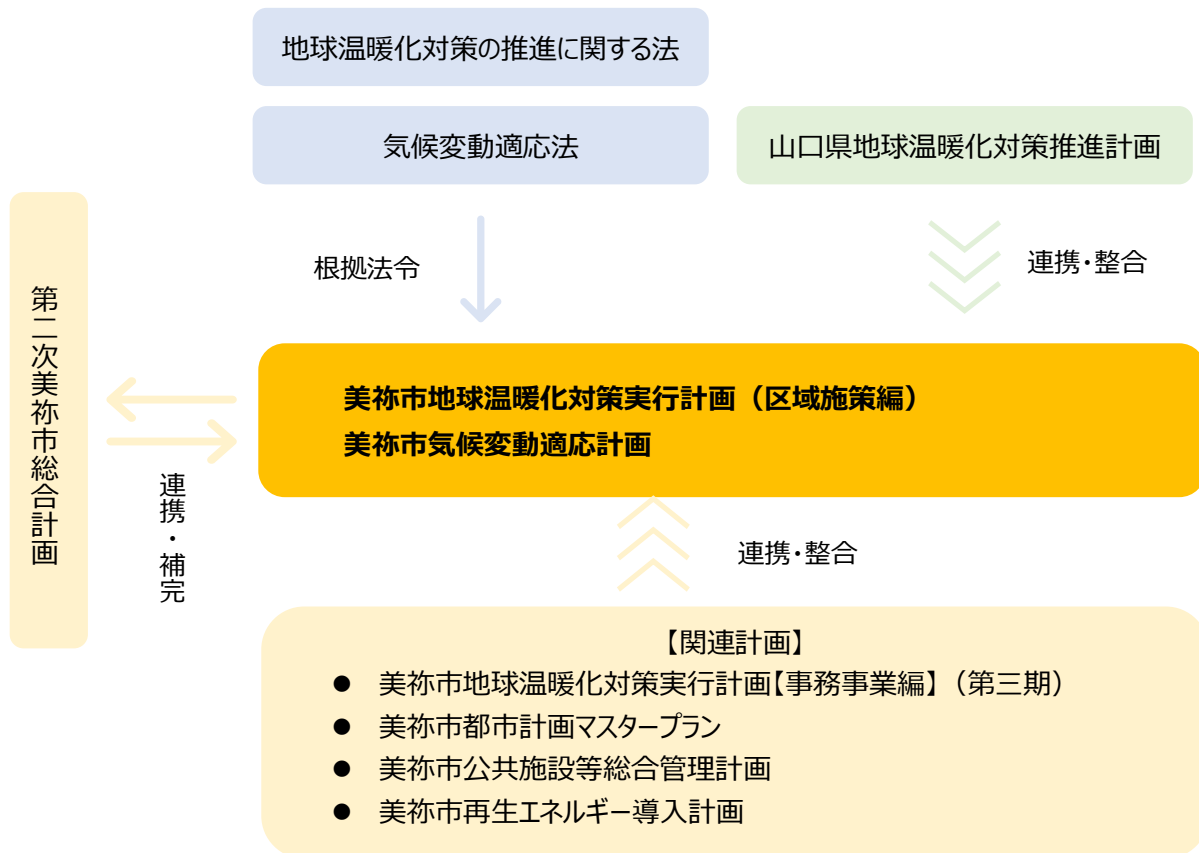 地球温暖化対策の推進に関する法
気候変動適応法
山口県地球温暖化対策推進計画
根拠法令
連携・整合
第二次美祢市総合計画
美祢市地球温暖化対策実行計画（区域施策編）
美祢市気候変動適応計画
連携・補完
連携・整合
【関連計画】
● 美祢市地球温暖化対策実行計画【事務事業編】（第三期）
● 美祢市都市計画マスタープラン
● 美祢市公共施設等総合管理計画
● 美祢市再生エネルギー導入計画